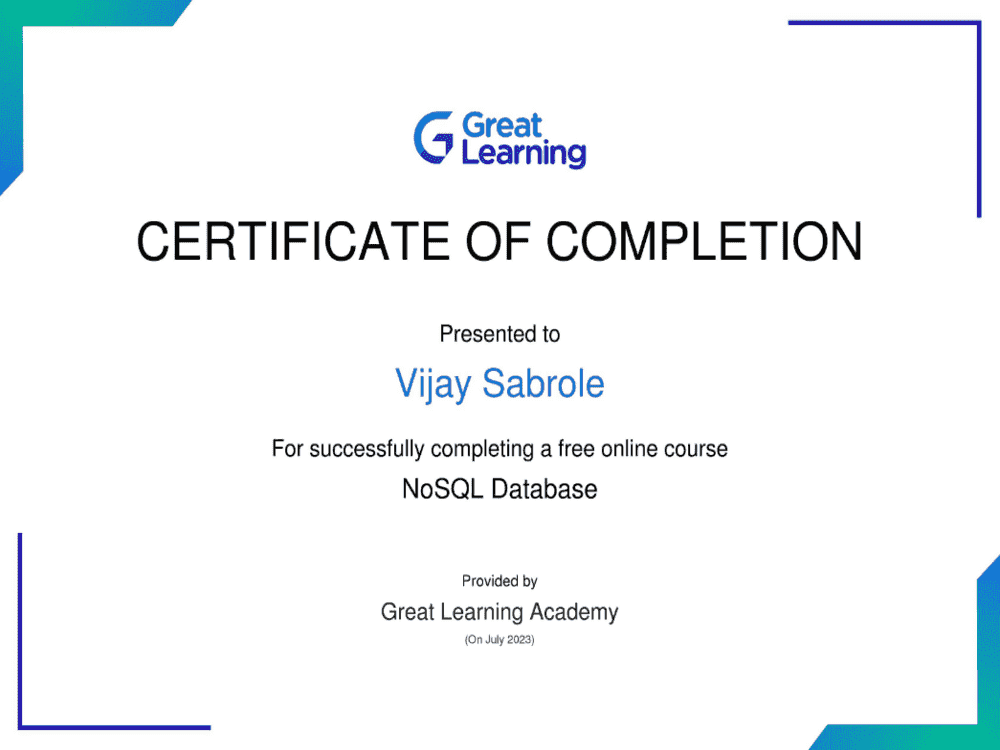 Great
Learning
CERTIFICATE OF COMPLETION
Presented to
Vijay Sabrole
For successfully completing a free online course
NoSQL Database
Provided by
Great Learning Academy
(On July 2023)